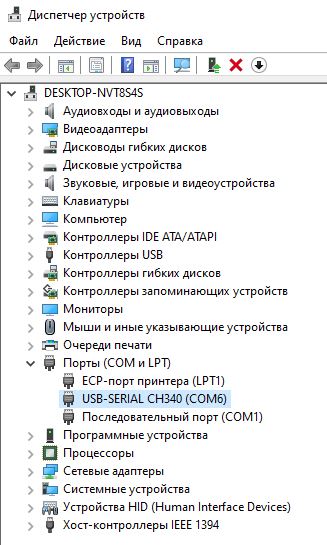 Диспетчер устройств
Файл Действие Вид Справка
DESKTOP-NVT8S4S
Аудиовходы и аудиовыходы
Видеоадаптеры
Дисководы гибких дисков
Дисковые устройства
Звуковые, игровые и видеоустройства
Клавиатуры
Компьютер
Контроллеры IDE ATA/ATAPI
Контроллеры USB
Контроллеры гибких дисков
Контроллеры запоминающих устройств
Мониторы
Мыши и иные указывающие устройства
Очереди печати
Порты (COM и LPT)
ECP-порт принтера (LPT1)
USB-SERIAL CH340 (COM6)
Последовательный порт (COM1)
Программные устройства
Процессоры
Сетевые адаптеры
Системные устройства
Устройства HID (Human Interface Devices)
Хост-контроллеры IEEE 1394